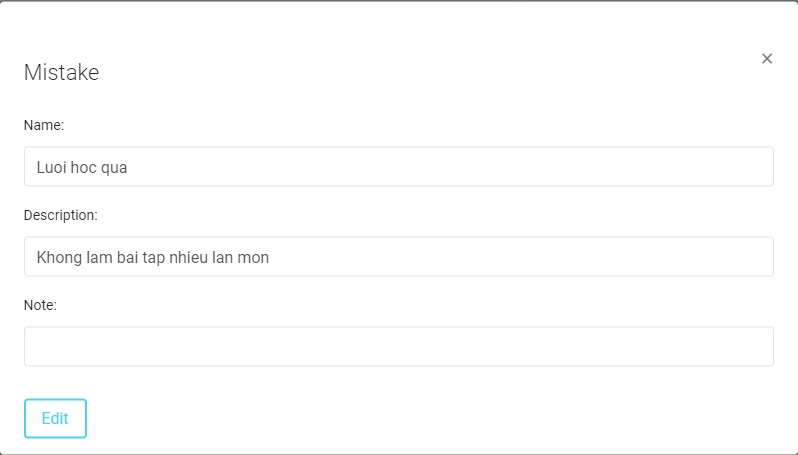 ×
Mistake
Name:
Luoi hoc qua
Description:
Khong lam bai tap nhieu lan mon
Note:
Edit